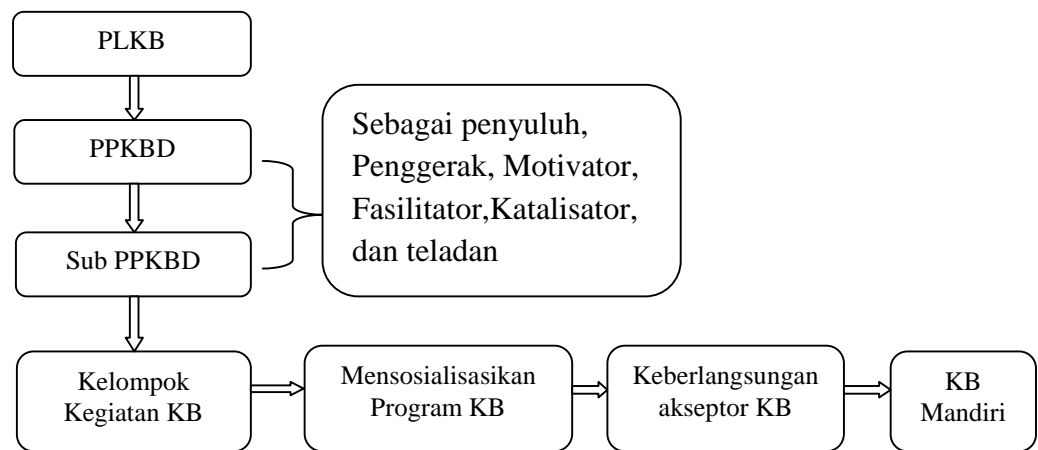 PLKB
PPKBD
Sub PPKBD
Sebagai penyuluh,
Penggerak, Motivator,
Fasilitator,Katalisator,
dan teladan
Kelompok
Kegiatan KB
Mensosialisasikan
Program KB
Keberlangsungan
akseptor KB
KB
Mandiri